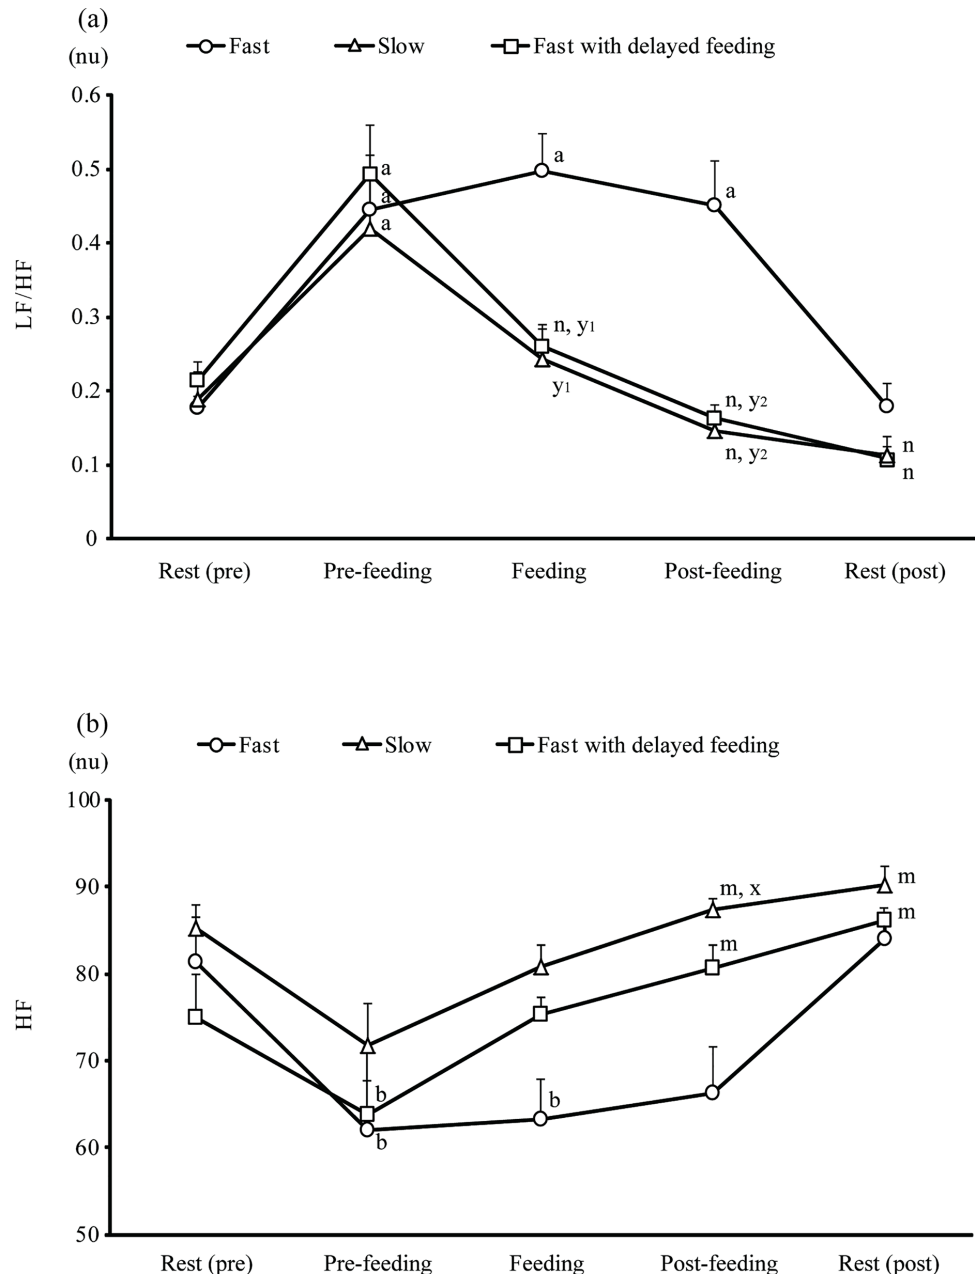 (a)
(nu)
Fast Slow Fast with delayed feeding
0.6
0.5
0.4
0.3
0.2
0.1
0
LF/HF
a
a
a
a
a
n, y1
y1
n, y2
n, y2
n
n
Rest (pre) Pre-feeding Feeding Post-feeding Rest (post)
(b)
(nu)
Fast Slow Fast with delayed feeding
100
90
80
70
60
50
HF
b
b
b
m, x
m
m
m
Rest (pre) Pre-feeding Feeding Post-feeding Rest (post)